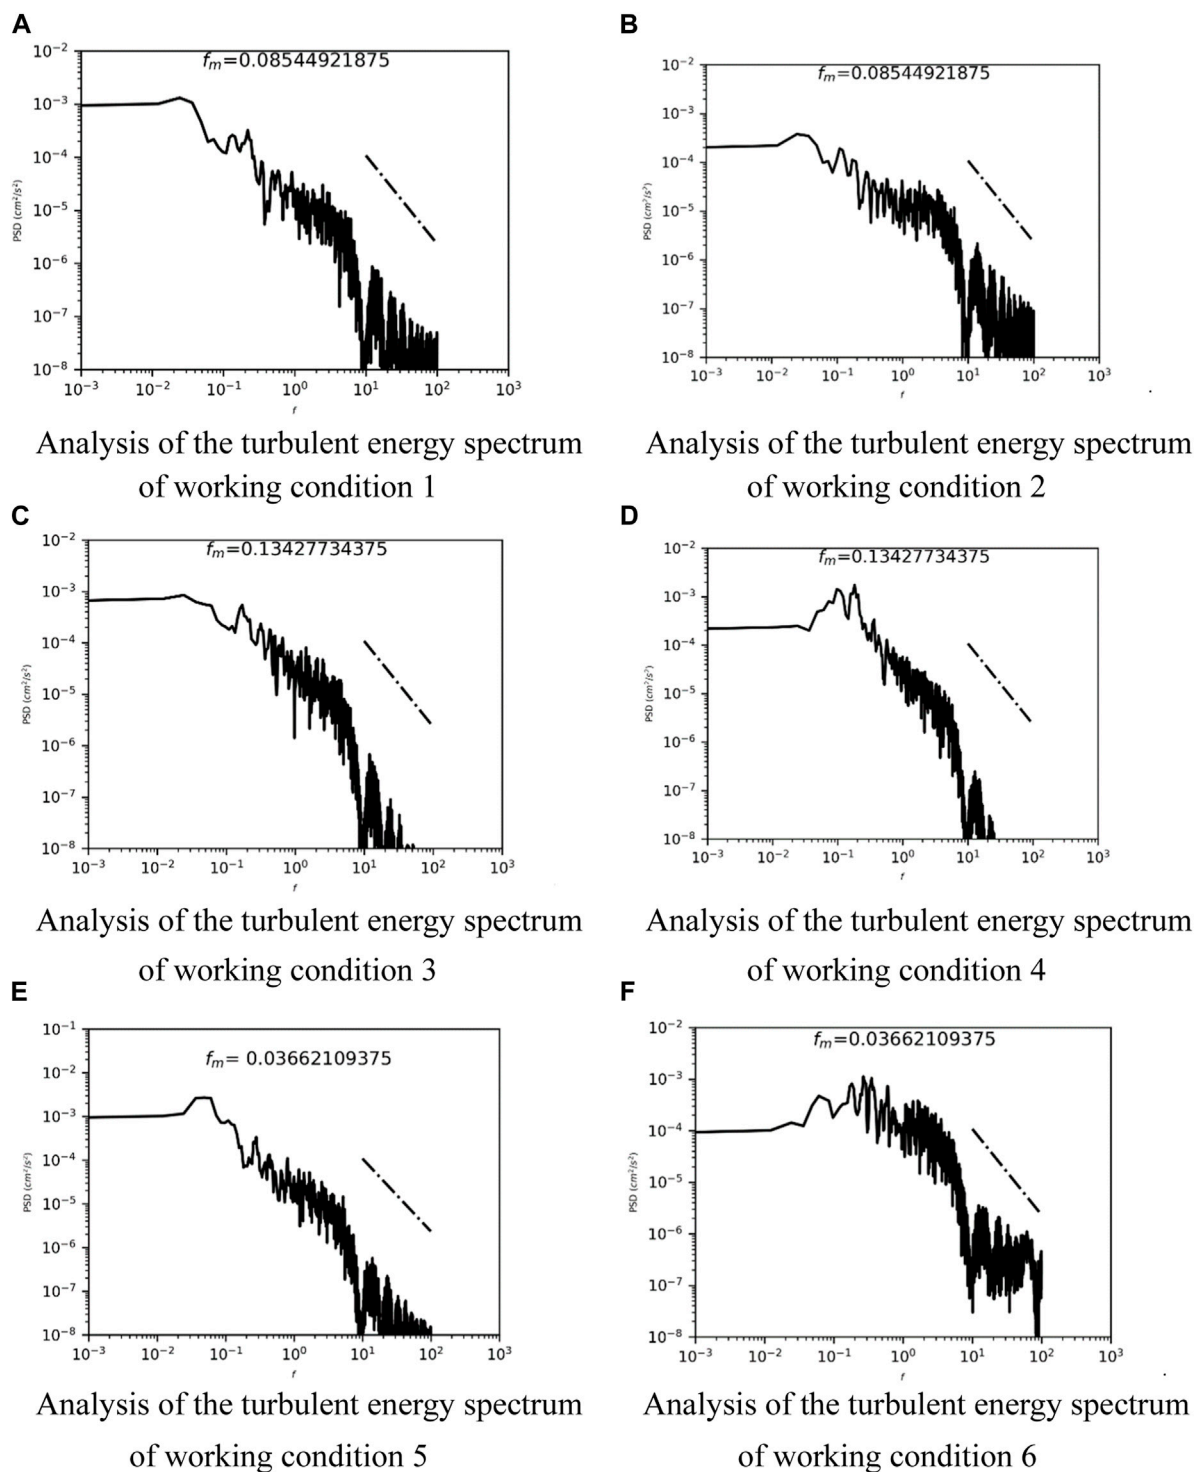 A
f_m=0.08544921875
10⁻²
10⁻³
10⁻⁴
10⁻⁵
10⁻⁶
10⁻⁷
10⁻⁸
PSD (cm²/s²)
10⁻³ 10⁻² 10⁻¹ 10⁰ 10¹ 10² 10³
f
Analysis of the turbulent energy spectrum
of working condition 1
B
f_m=0.08544921875
10⁻²
10⁻³
10⁻⁴
10⁻⁵
10⁻⁶
10⁻⁷
10⁻⁸
PSD (cm²/s²)
10⁻³ 10⁻² 10⁻¹ 10⁰ 10¹ 10² 10³
f
Analysis of the turbulent energy spectrum
of working condition 2
C
f_m=0.13427734375
10⁻²
10⁻³
10⁻⁴
10⁻⁵
10⁻⁶
10⁻⁷
10⁻⁸
PSD (cm²/s²)
10⁻³ 10⁻² 10⁻¹ 10⁰ 10¹ 10² 10³
f
Analysis of the turbulent energy spectrum
of working condition 3
D
f_m=0.13427734375
10⁻²
10⁻³
10⁻⁴
10⁻⁵
10⁻⁶
10⁻⁷
10⁻⁸
PSD (cm²/s²)
10⁻³ 10⁻² 10⁻¹ 10⁰ 10¹ 10² 10³
f
Analysis of the turbulent energy spectrum
of working condition 4
E
f_m= 0.03662109375
10⁻¹
10⁻²
10⁻³
10⁻⁴
10⁻⁵
10⁻⁶
10⁻⁷
10⁻⁸
PSD (cm²/s²)
10⁻³ 10⁻² 10⁻¹ 10⁰ 10¹ 10² 10³
f
Analysis of the turbulent energy spectrum
of working condition 5
F
f_m=0.03662109375
10⁻²
10⁻³
10⁻⁴
10⁻⁵
10⁻⁶
10⁻⁷
10⁻⁸
PSD (cm²/s²)
10⁻³ 10⁻² 10⁻¹ 10⁰ 10¹ 10² 10³
f
Analysis of the turbulent energy spectrum
of working condition 6